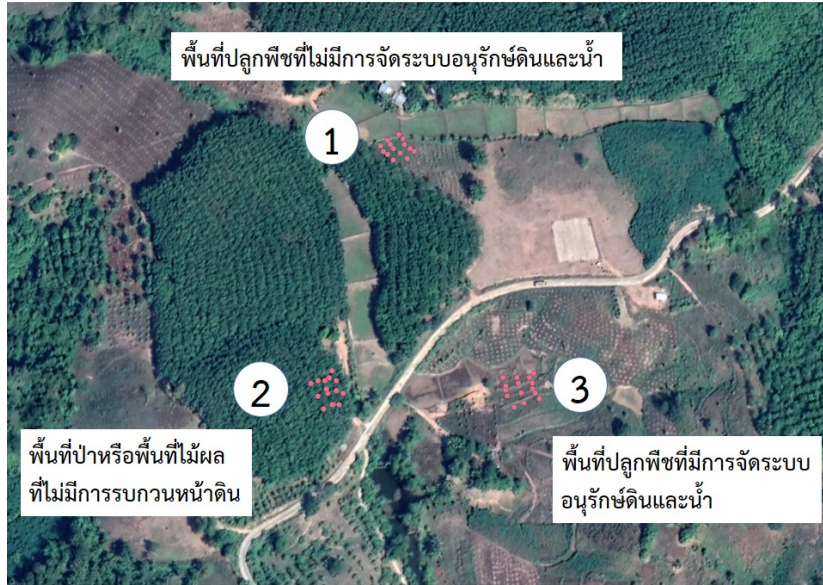 พื้นที่ปลูกพืชที่ไม่มีการจัดระบบอนุรักษ์ดินและน้ำ
1
2
3
พื้นที่ป่าหรือพื้นที่ไม้ผล
ที่ไม่มีการรบกวนหน้าดิน
พื้นที่ปลูกพืชที่มีการจัดระบบ
อนุรักษ์ดินและน้ำ